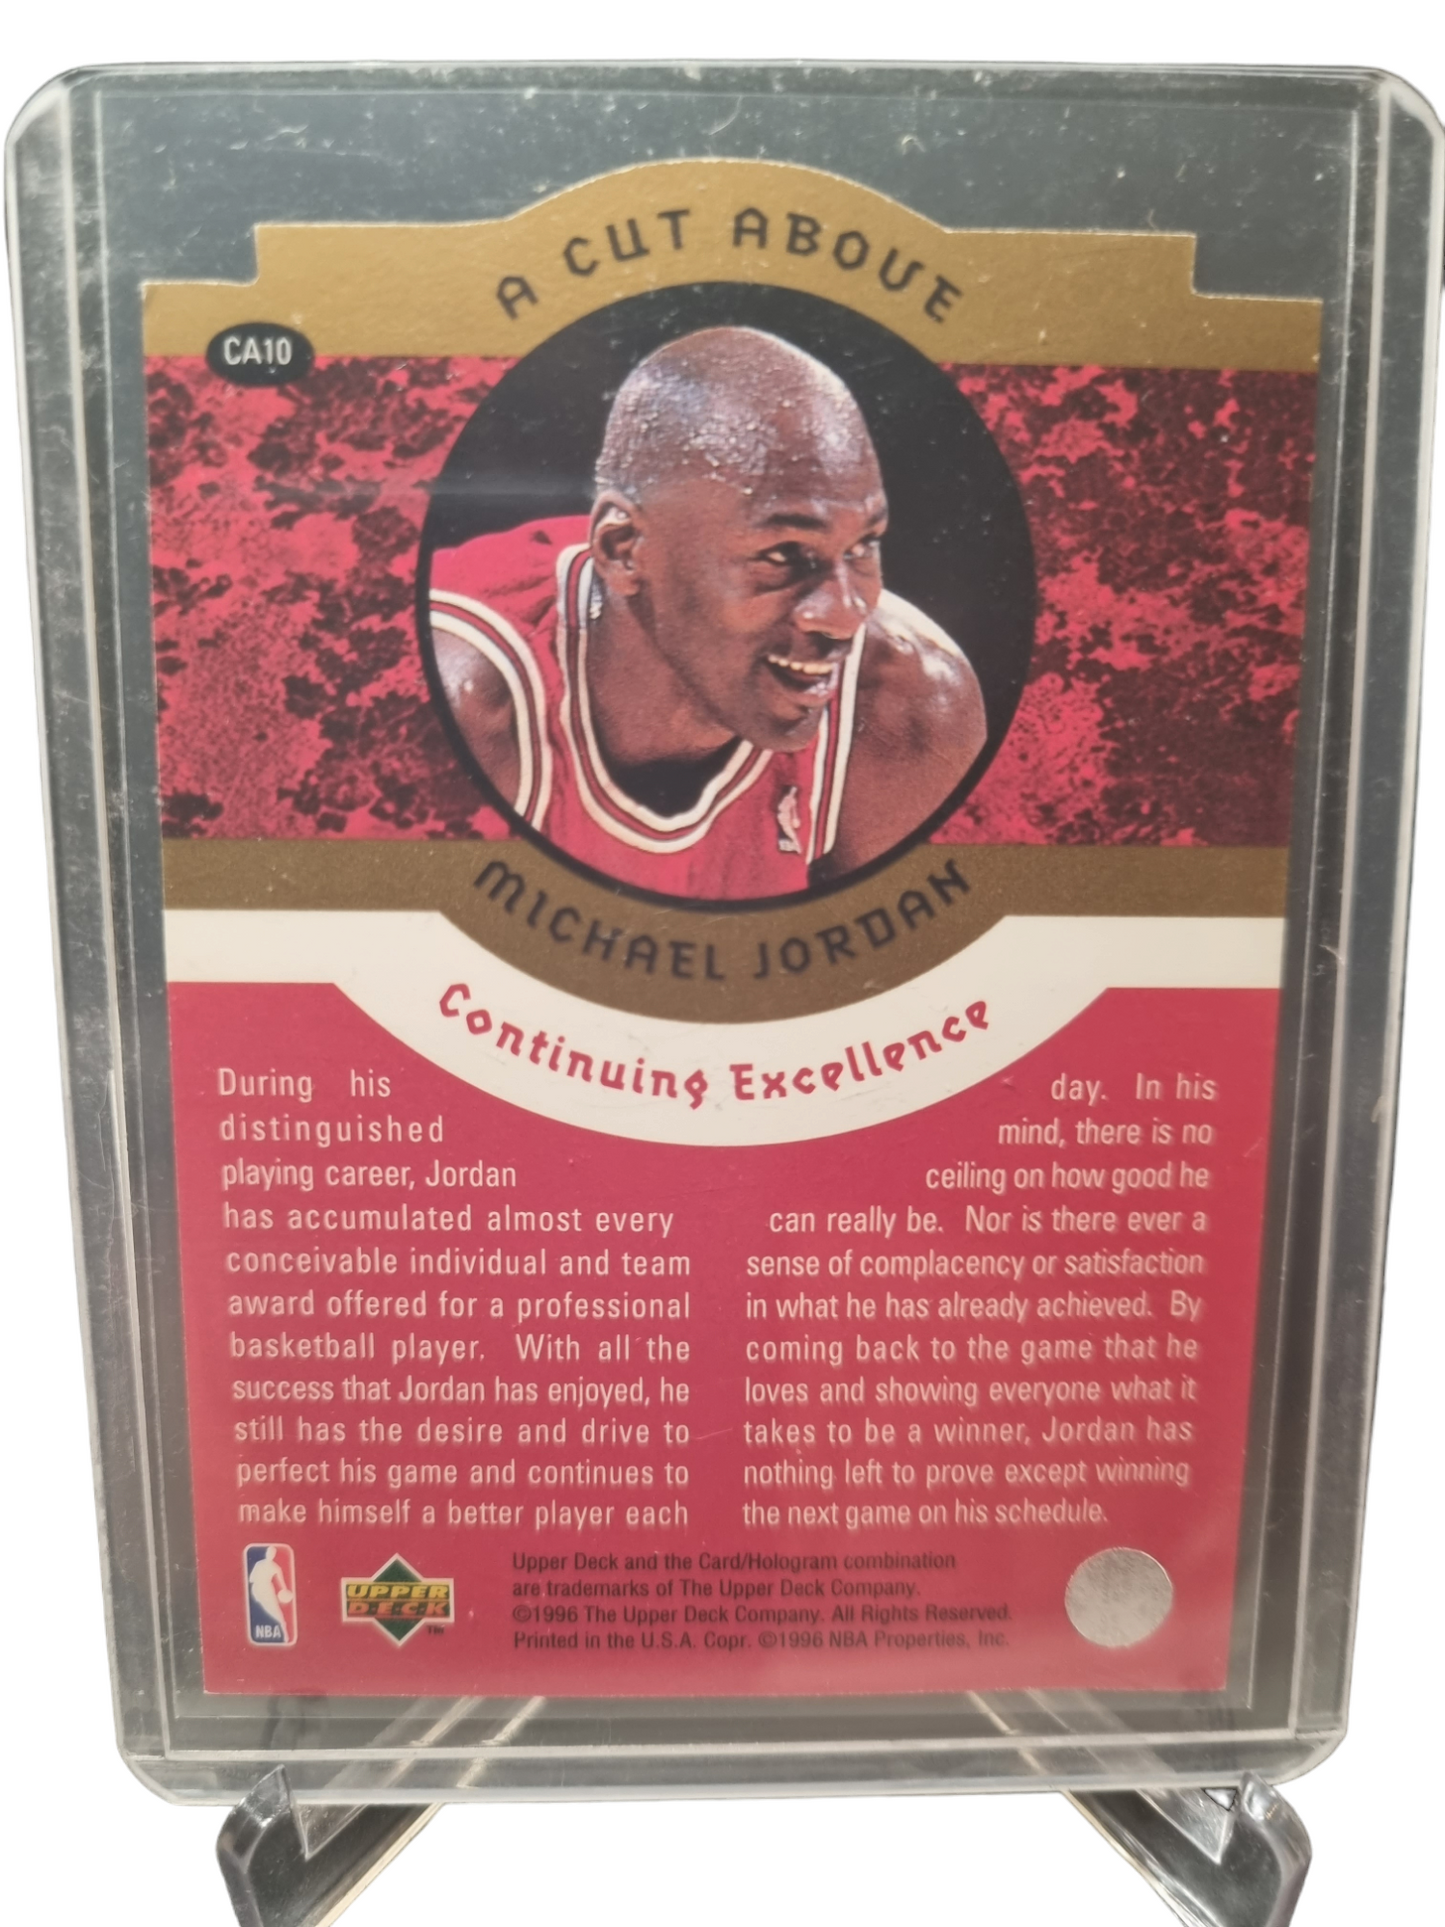 A CUT ABOVE
CA10
MICHAEL JORDAN
Continuing Excellence
During his
distinguished
playing career, Jordan
has accumulated almost every
conceivable individual and team
award offered for a professional
basketball player. With all the
success that Jordan has enjoyed, he
still has the desire and drive to
perfect his game and continues to
make himself a better player each
day. In his
mind, there is no
ceiling on how good he
can really be. Nor is there ever a
sense of complacency or satisfaction
in what he has already achieved. By
coming back to the game that he
loves and showing everyone what it
takes to be a winner, Jordan has
nothing left to prove except winning
the next game on his schedule.
NBA
UPPER
DECK
TM
Upper Deck and the Card/Hologram combination
are trademarks of The Upper Deck Company.
©1996 The Upper Deck Company. All Rights Reserved.
Printed in the U.S.A. Copr. ©1996 NBA Properties, Inc.